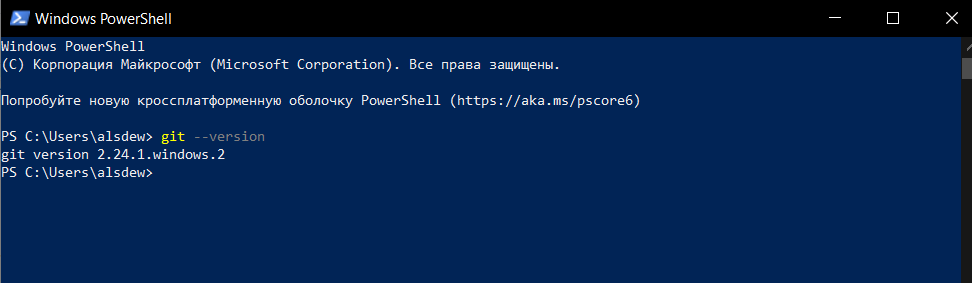 Windows PowerShell
Windows PowerShell
(C) Корпорация Майкрософт (Microsoft Corporation). Все права защищены.
Попробуйте новую кроссплатформенную оболочку PowerShell (https://aka.ms/pscore6)
PS C:\Users\alsdew> git --version
git version 2.24.1.windows.2
PS C:\Users\alsdew>